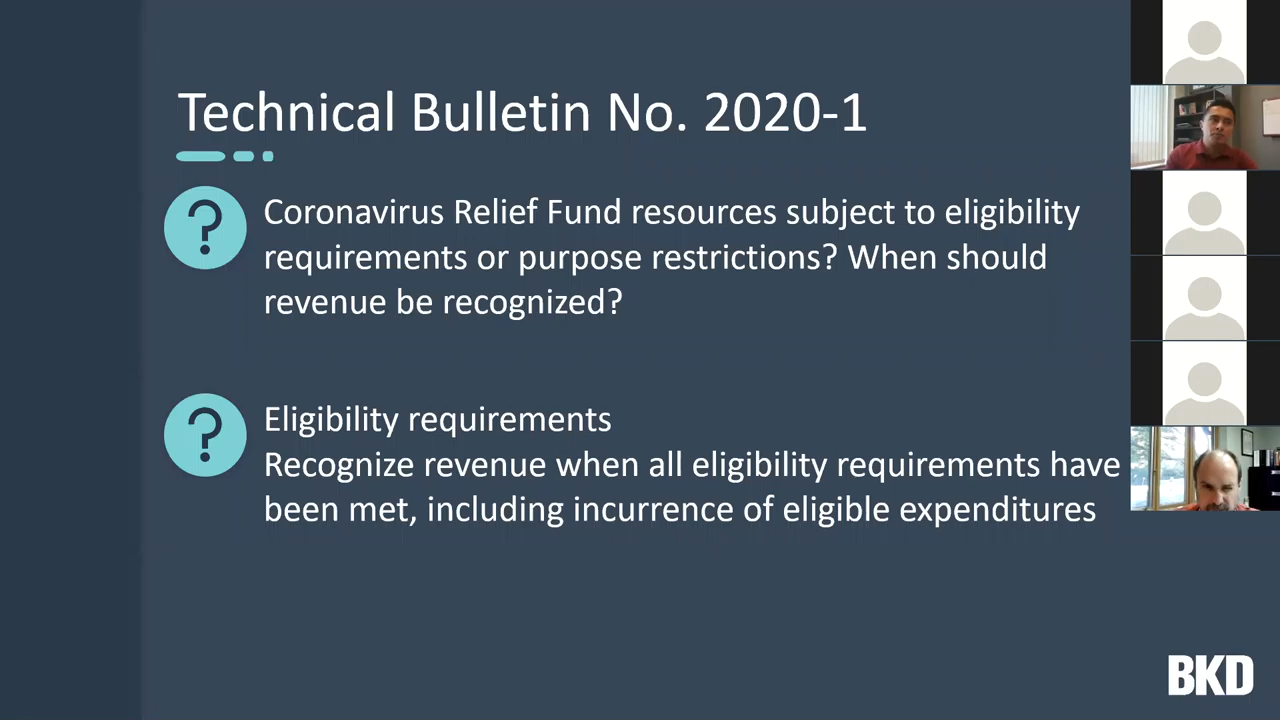 Technical Bulletin No. 2020-1
?
Coronavirus Relief Fund resources subject to eligibility
requirements or purpose restrictions? When should
revenue be recognized?
?
Eligibility requirements
Recognize revenue when all eligibility requirements have
been met, including incurrence of eligible expenditures
BKD